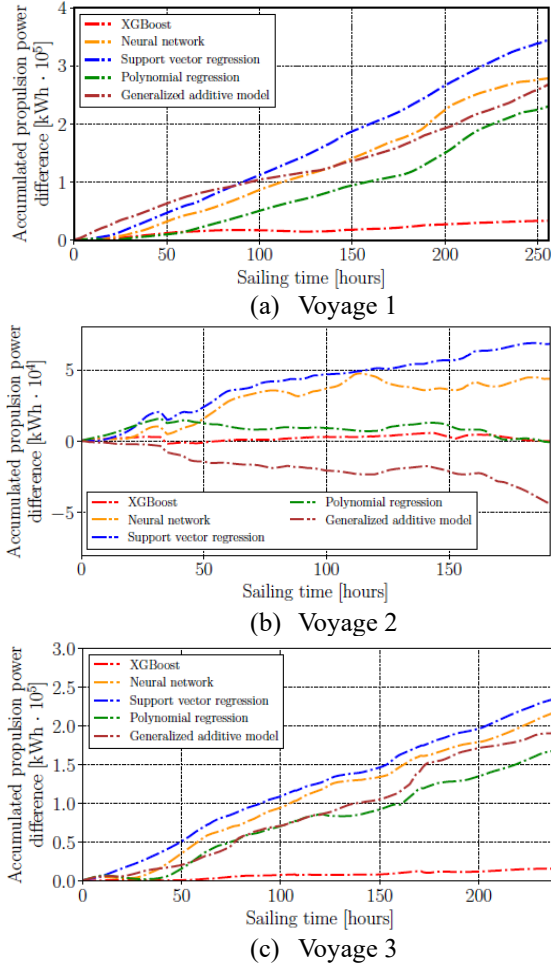 Accumulated propulsion power
difference [kWh · 10⁵]
4
3
2
1
0
XGBoost
Neural network
Support vector regression
Polynomial regression
Generalized additive model
0 50 100 150 200 250
Sailing time [hours]
(a) Voyage 1
Accumulated propulsion power
difference [kWh · 10⁴]
5
0
−5
XGBoost
Neural network
Support vector regression
Polynomial regression
Generalized additive model
0 50 100 150
Sailing time [hours]
(b) Voyage 2
Accumulated propulsion power
difference [kWh · 10⁵]
3.0
2.5
2.0
1.5
1.0
0.5
0.0
XGBoost
Neural network
Support vector regression
Polynomial regression
Generalized additive model
0 50 100 150 200
Sailing time [hours]
(c) Voyage 3